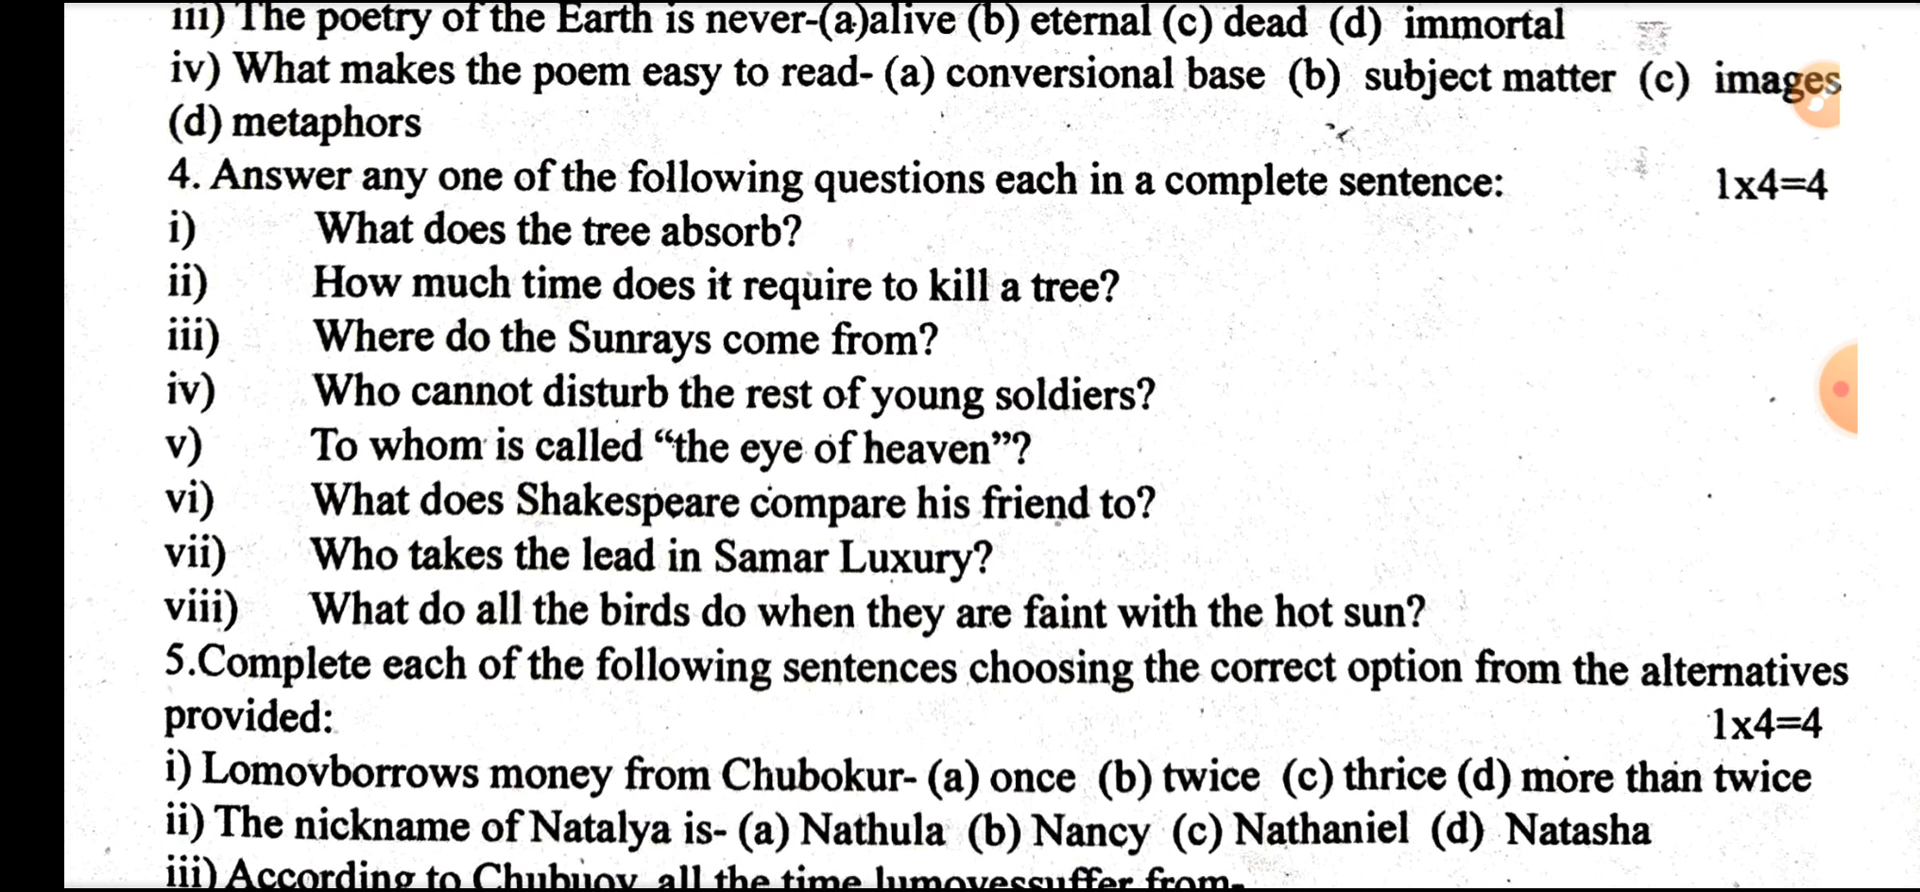 iii) The poetry of the Earth is never-(a)alive (b) eternal (c) dead (d) immortal
iv) What makes the poem easy to read- (a) conversional base (b) subject matter (c) images
(d) metaphors
4. Answer any one of the following questions each in a complete sentence: 1x4=4
i) What does the tree absorb?
ii) How much time does it require to kill a tree?
iii) Where do the Sunrays come from?
iv) Who cannot disturb the rest of young soldiers?
v) To whom is called “the eye of heaven”?
vi) What does Shakespeare compare his friend to?
vii) Who takes the lead in Samar Luxury?
viii) What do all the birds do when they are faint with the hot sun?
5.Complete each of the following sentences choosing the correct option from the alternatives
provided: 1x4=4
i) Lomovborrows money from Chubokur- (a) once (b) twice (c) thrice (d) more than twice
ii) The nickname of Natalya is- (a) Nathula (b) Nancy (c) Nathaniel (d) Natasha
iii) According to Chubuov all the time lumovessuffer from-